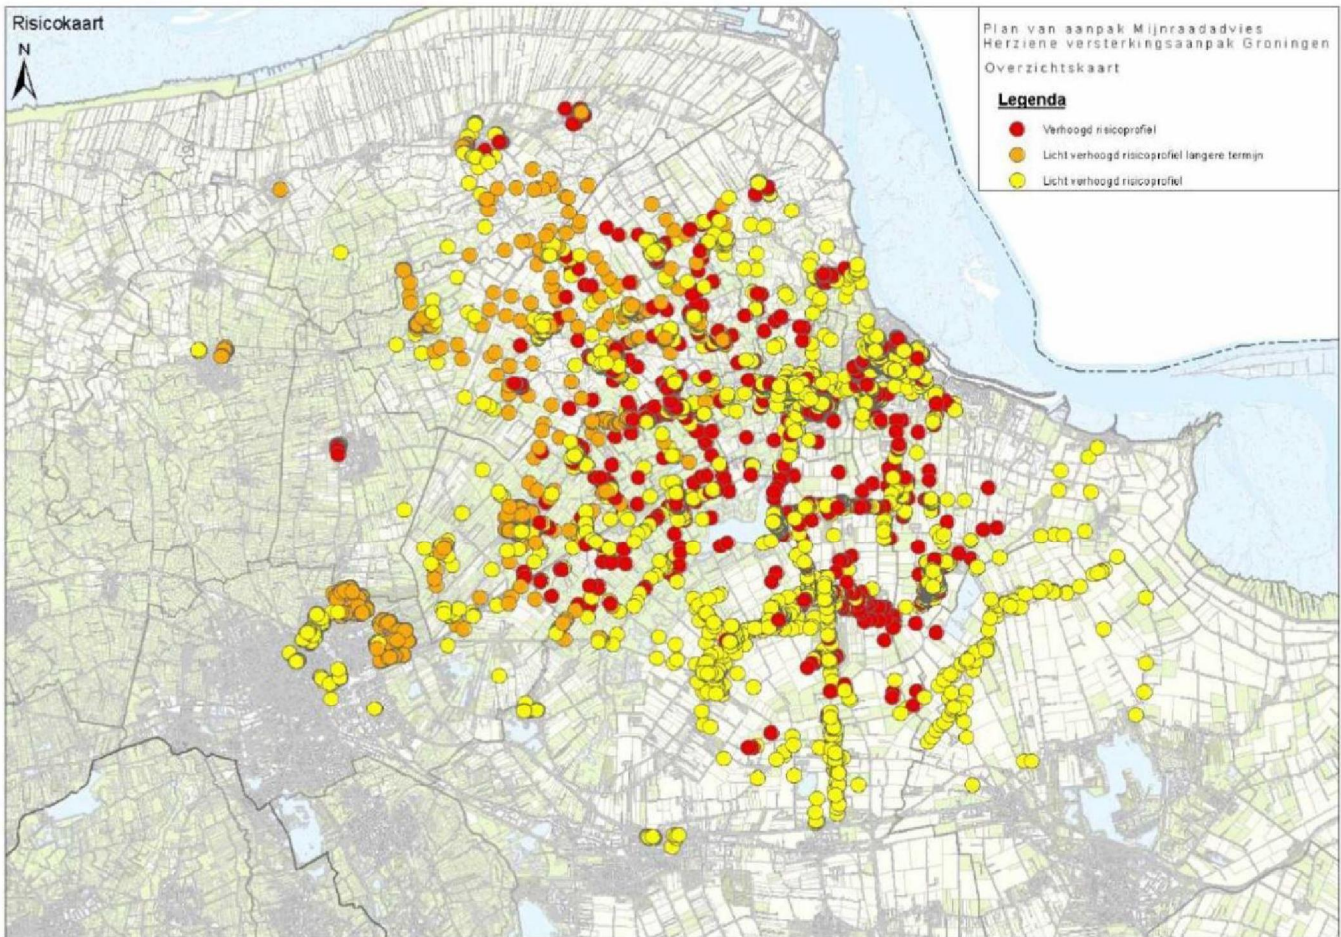 Risicokaart
N
Plan van aanpak Mijnraadadvies
Herziene versterkingsaanpak Groningen
Overzichtskaart
Legenda
Verhoogd risicoprofiel
Licht verhoogd risicoprofiel langere termijn
Licht verhoogd risicoprofiel